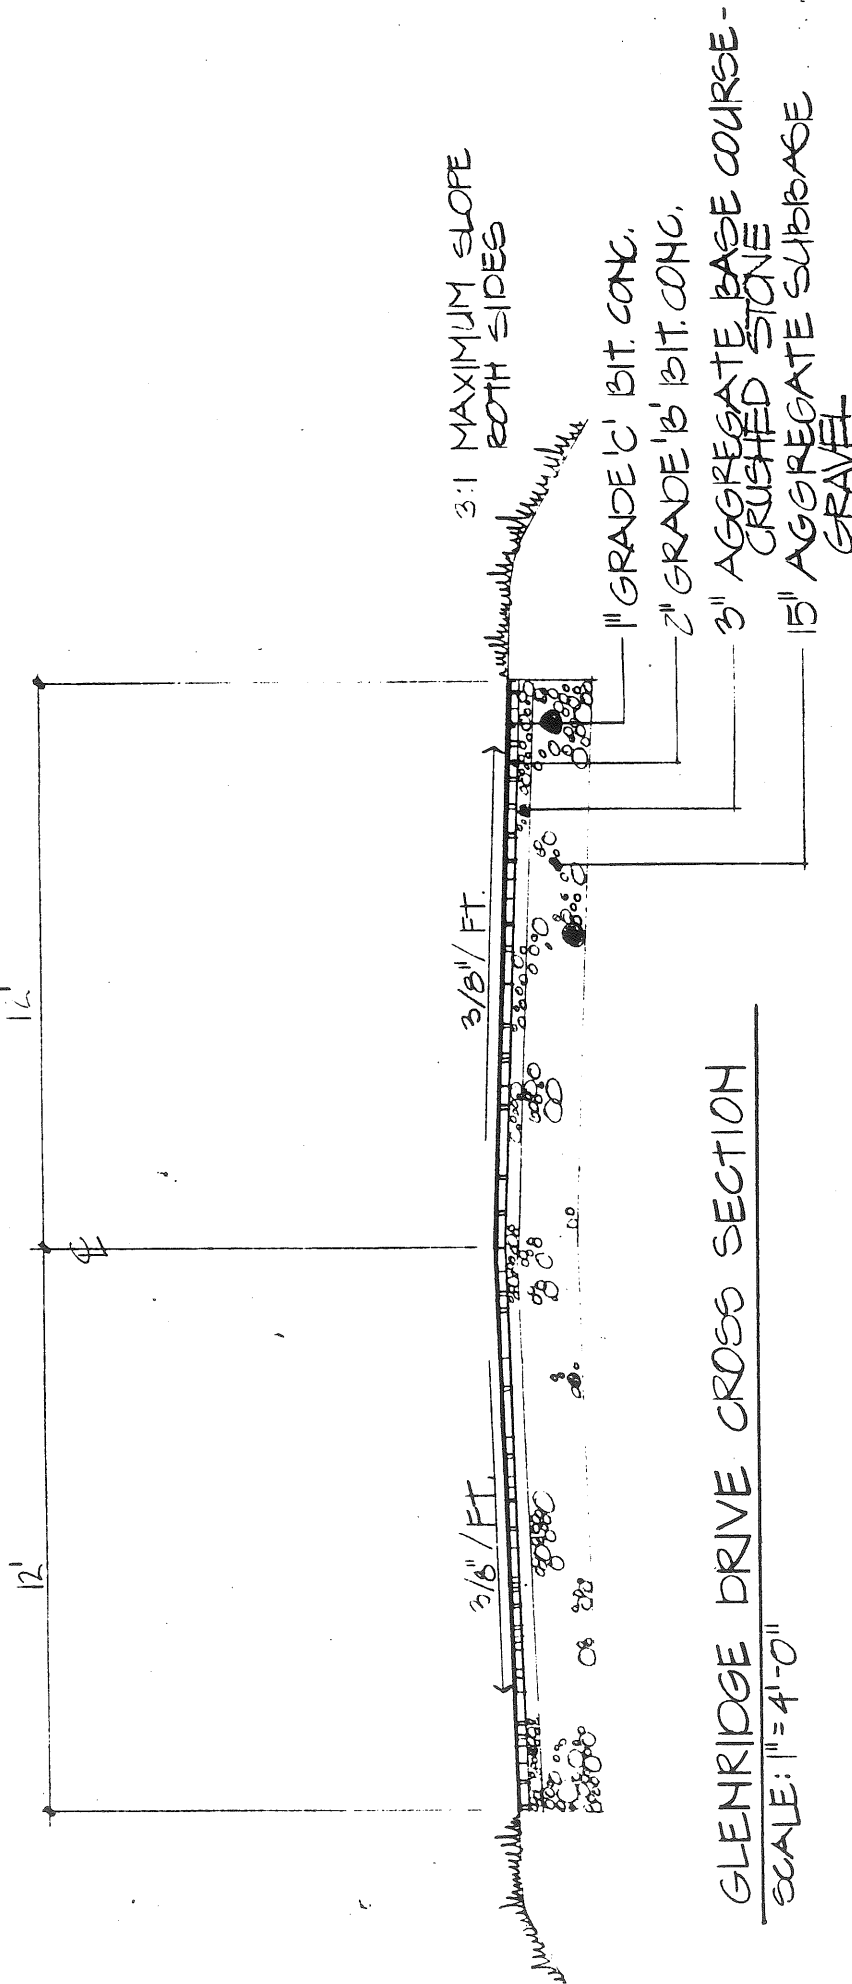 12'
12'
℄
3/8"/FT.
3/8"/FT.
3:1 MAXIMUM SLOPE
BOTH SIDES
1" GRADE 'C' BIT. CONC.
2" GRADE 'B' BIT. CONC.
3" AGGREGATE BASE COURSE-
CRUSHED STONE
15" AGGREGATE SUBBASE
GRAVEL
GLENRIDGE DRIVE CROSS SECTION
SCALE: 1"=4'-0"